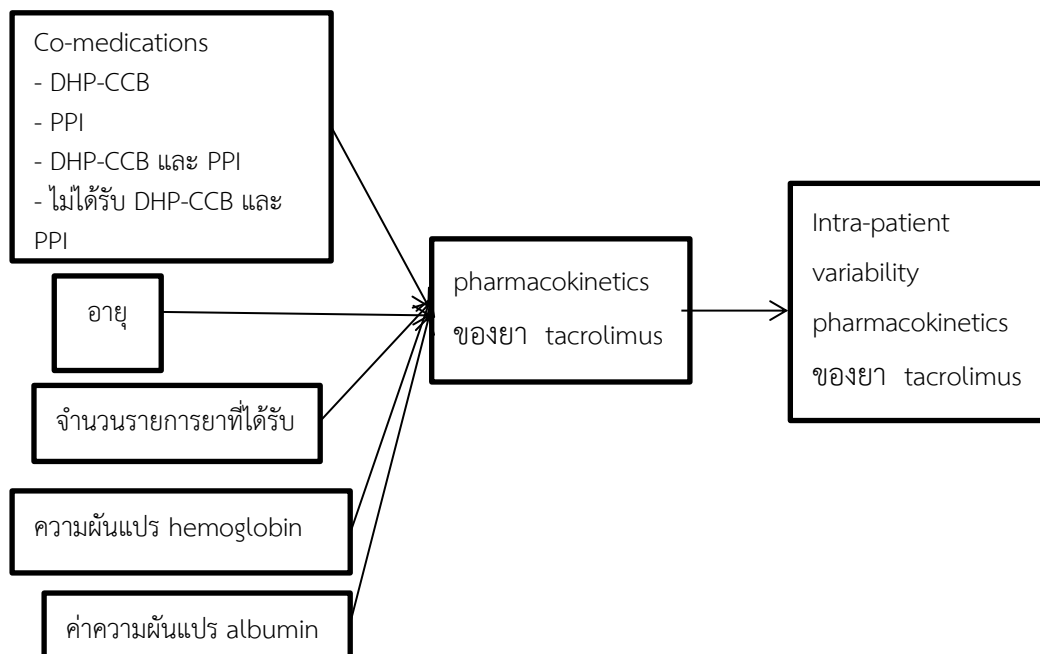 Co-medications
- DHP-CCB
- PPI
- DHP-CCB และ PPI
- ไม่ได้รับ DHP-CCB และ
PPI
อายุ
จำนวนรายการยาที่ได้รับ
ความผันแปร hemoglobin
ค่าความผันแปร albumin
pharmacokinetics
ของยา tacrolimus
Intra-patient
variability
pharmacokinetics
ของยา tacrolimus